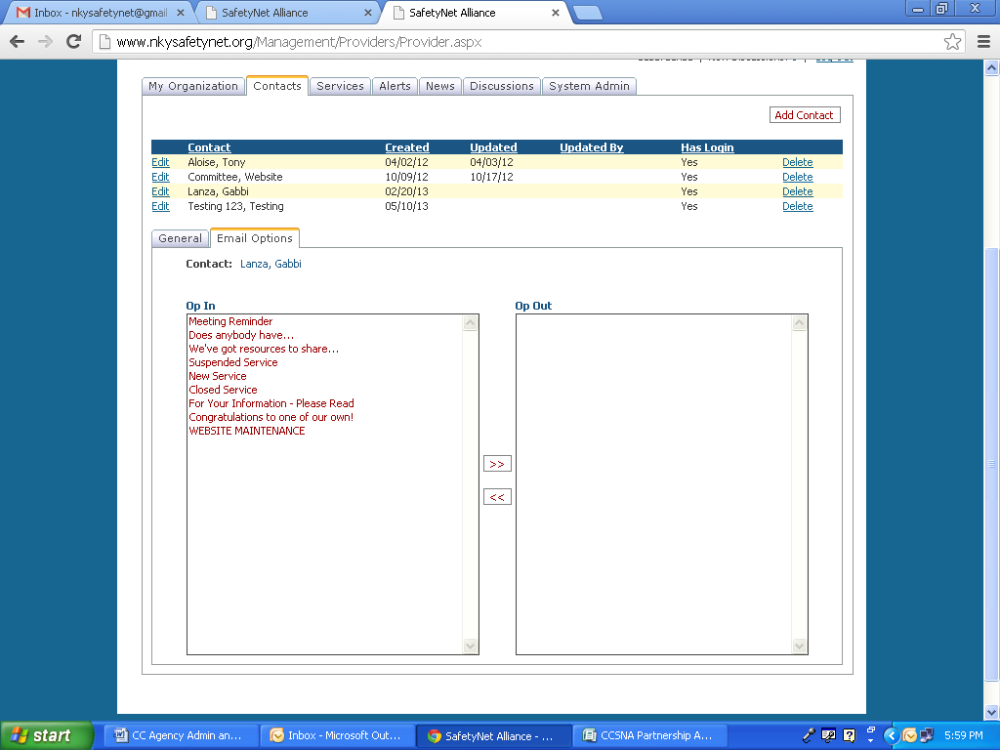 Inbox - nkysafetynet@gmail
SafetyNet Alliance
SafetyNet Alliance
www.nkysafetynet.org/Management/Providers/Provider.aspx
My Organization Contacts Services Alerts News Discussions System Admin
Add Contact
Contact Created Updated Updated By Has Login
Edit Aloise, Tony 04/02/12 04/03/12 Yes Delete
Edit Committee, Website 10/09/12 10/17/12 Yes Delete
Edit Lanza, Gabbi 02/20/13 Yes Delete
Edit Testing 123, Testing 05/10/13 Yes Delete
General Email Options
Contact: Lanza, Gabbi
Op In
Meeting Reminder
Does anybody have...
We've got resources to share...
Suspended Service
New Service
Closed Service
For Your Information - Please Read
Congratulations to one of our own!
WEBSITE MAINTENANCE
>>
<<
Op Out
start CC Agency Admin an... Inbox - Microsoft Out... SafetyNet Alliance - ... CCSNA Partnership A... 5:59 PM